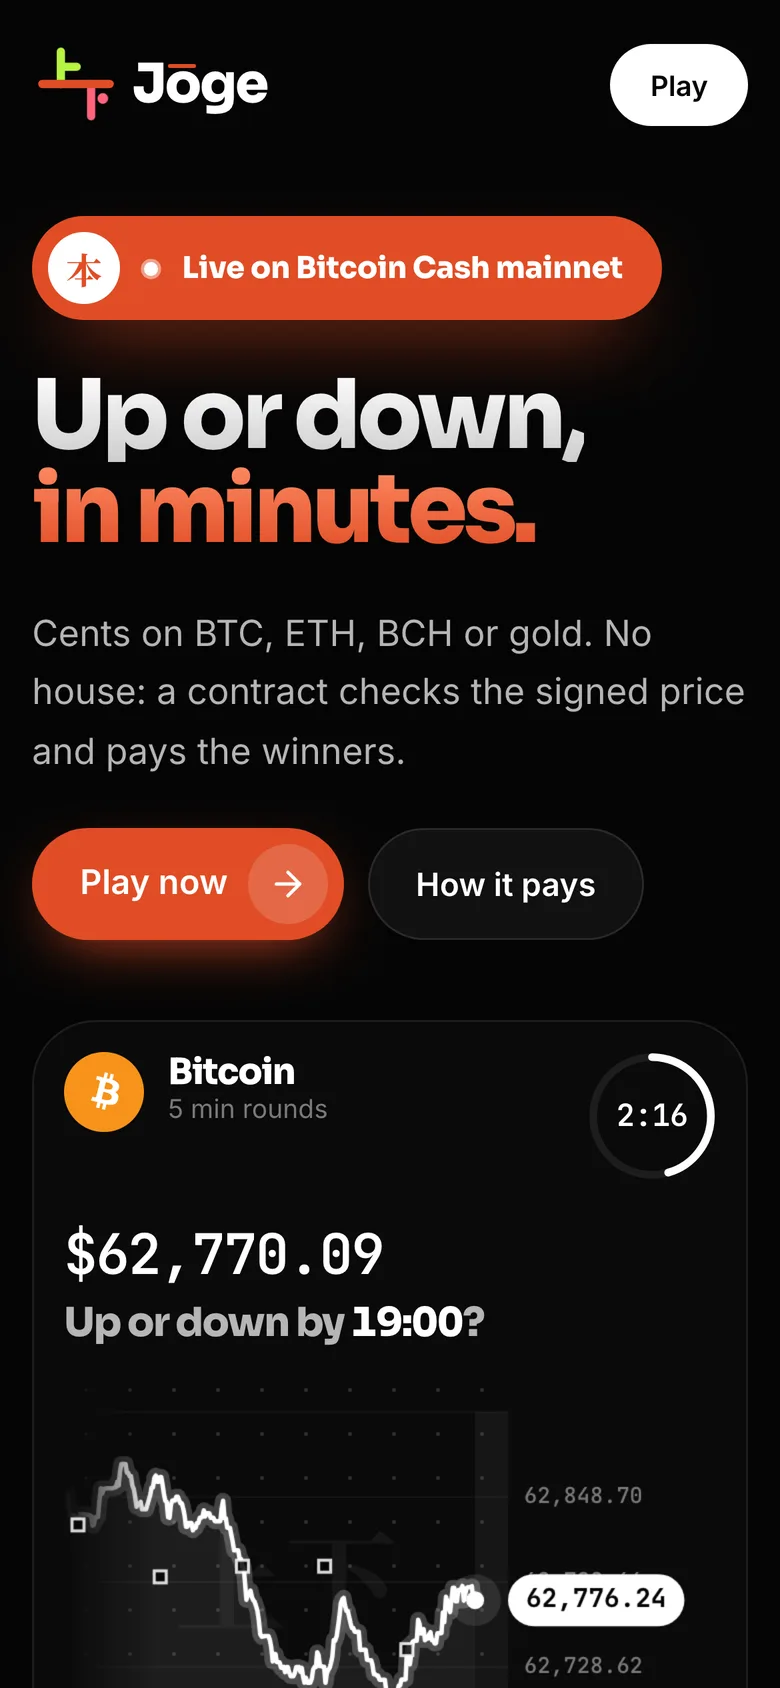 Jōge
Play
本
Live on Bitcoin Cash mainnet
Up or down,
in minutes.
Cents on BTC, ETH, BCH or gold. No
house: a contract checks the signed price
and pays the winners.
Play now
How it pays
Bitcoin
5 min rounds
2:16
$62,770.09
Up or down by 19:00?
上下
62,848.70
62,776.24
62,728.62